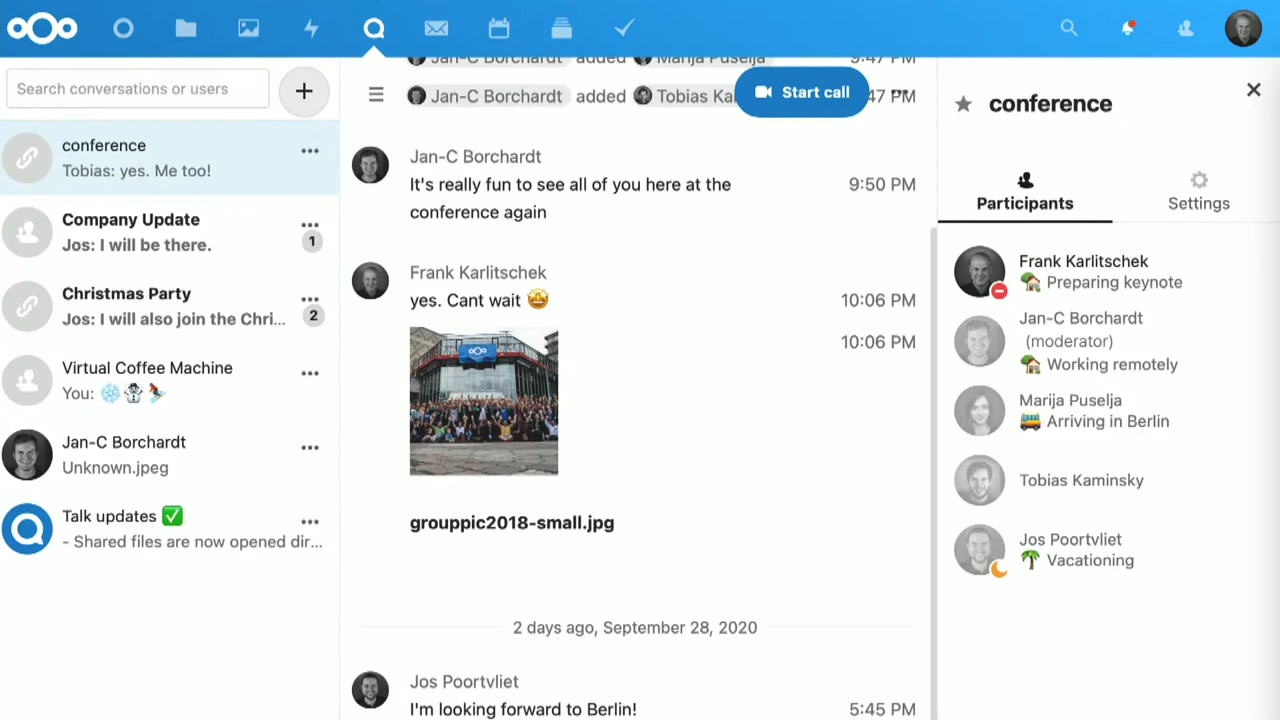 Search conversations or users
+
conference
Tobias: yes. Me too!
Company Update
Jos: I will be there.
1
Christmas Party
Jos: I will also join the Chri...
2
Virtual Coffee Machine
You:
Jan-C Borchardt
Unknown.jpeg
Talk updates
- Shared files are now opened dir...
Jan-C Borchardt added Marija Puselja 9:47 PM
Jan-C Borchardt added Tobias 47 PM
Start call
Jan-C Borchardt
It's really fun to see all of you here at the 9:50 PM
conference again
Frank Karlitschek
yes. Cant wait 🤩 10:06 PM
10:06 PM
grouppic2018-small.jpg
2 days ago, September 28, 2020
Jos Poortvliet
I'm looking forward to Berlin! 5:45 PM
conference
Participants
Settings
Frank Karlitschek
Preparing keynote
Jan-C Borchardt
(moderator)
Working remotely
Marija Puselja
Arriving in Berlin
Tobias Kaminsky
Jos Poortvliet
Vacationing